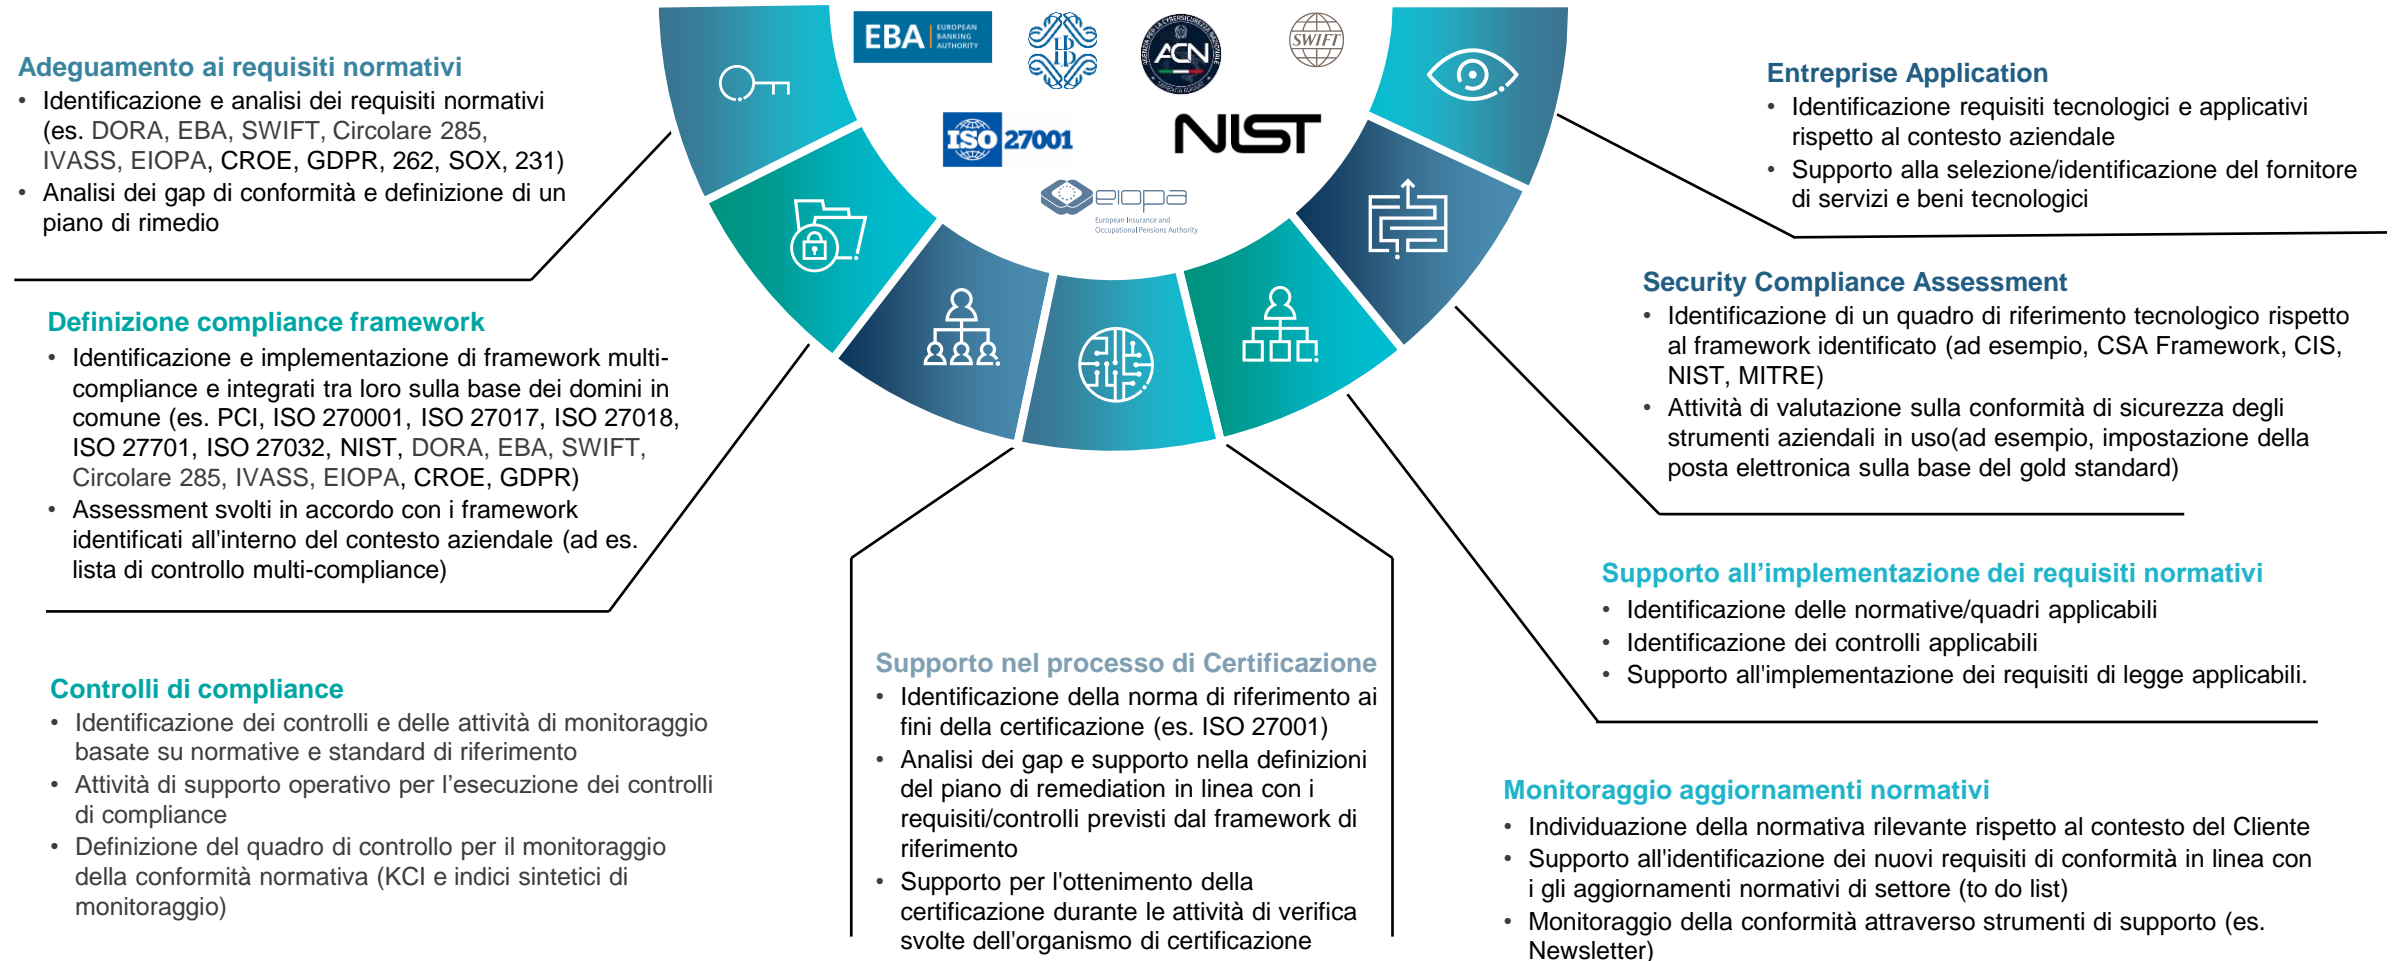 Adeguamento ai requisiti normativi
• Identificazione e analisi dei requisiti normativi
(es. DORA, EBA, SWIFT, Circolare 285,
IVASS, EIOPA, CROE, GDPR, 262, SOX, 231)
• Analisi dei gap di conformità e definizione di un
piano di rimedio
Definizione compliance framework
• Identificazione e implementazione di framework multi-
compliance e integrati tra loro sulla base dei domini in
comune (es. PCI, ISO 270001, ISO 27017, ISO 27018,
ISO 27701, ISO 27032, NIST, DORA, EBA, SWIFT,
Circolare 285, IVASS, EIOPA, CROE, GDPR)
• Assessment svolti in accordo con i framework
identificati all'interno del contesto aziendale (ad es.
lista di controllo multi-compliance)
Controlli di compliance
• Identificazione dei controlli e delle attività di monitoraggio
basate su normative e standard di riferimento
• Attività di supporto operativo per l'esecuzione dei controlli
di compliance
• Definizione del quadro di controllo per il monitoraggio
della conformità normativa (KCI e indici sintetici di
monitoraggio)
EBA EUROPEAN
BANKING
AUTHORITY
AGENZIA PER LA CYBERSICUREZZA NAZIONALE
ACN
SWIFT
ISO 27001
NIST
eiopa
European Insurance and
Occupational Pensions Authority
Supporto nel processo di Certificazione
• Identificazione della norma di riferimento ai
fini della certificazione (es. ISO 27001)
• Analisi dei gap e supporto nella definizioni
del piano di remediation in linea con i
requisiti/controlli previsti dal framework di
riferimento
• Supporto per l'ottenimento della
certificazione durante le attività di verifica
svolte dell'organismo di certificazione
Entreprise Application
• Identificazione requisiti tecnologici e applicativi
rispetto al contesto aziendale
• Supporto alla selezione/identificazione del fornitore
di servizi e beni tecnologici
Security Compliance Assessment
• Identificazione di un quadro di riferimento tecnologico rispetto
al framework identificato (ad esempio, CSA Framework, CIS,
NIST, MITRE)
• Attività di valutazione sulla conformità di sicurezza degli
strumenti aziendali in uso(ad esempio, impostazione della
posta elettronica sulla base del gold standard)
Supporto all’implementazione dei requisiti normativi
• Identificazione delle normative/quadri applicabili
• Identificazione dei controlli applicabili
• Supporto all'implementazione dei requisiti di legge applicabili.
Monitoraggio aggiornamenti normativi
• Individuazione della normativa rilevante rispetto al contesto del Cliente
• Supporto all'identificazione dei nuovi requisiti di conformità in linea con
i gli aggiornamenti normativi di settore (to do list)
• Monitoraggio della conformità attraverso strumenti di supporto (es.
Newsletter)